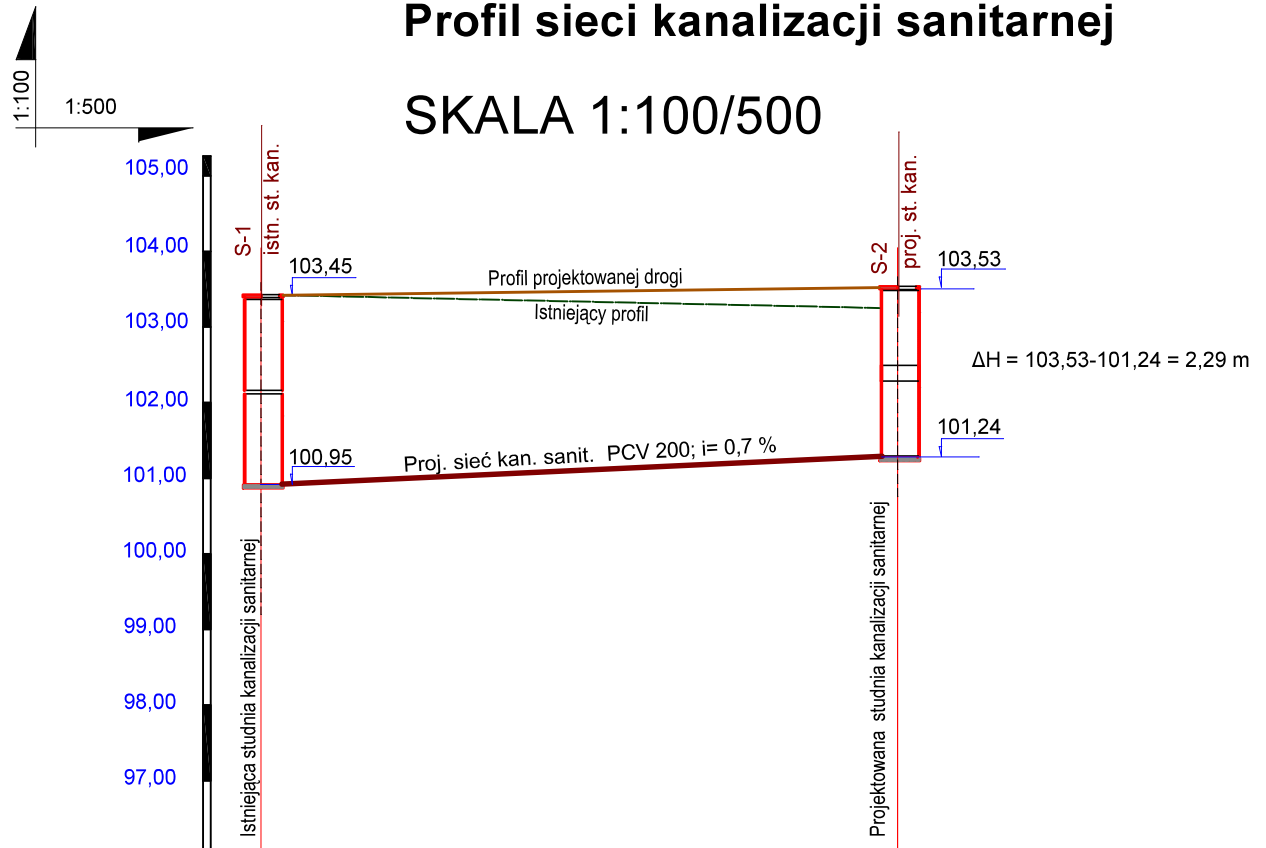 Profil sieci kanalizacji sanitarnej
SKALA 1:100/500
1:100
1:500
105,00
104,00
103,00
102,00
101,00
100,00
99,00
98,00
97,00
S-1
istn. st. kan.
103,45
Profil projektowanej drogi
Istniejący profil
S-2
proj. st. kan.
103,53
ΔH = 103,53-101,24 = 2,29 m
101,24
100,95
Proj. sieć kan. sanit. PCV 200; i= 0,7 %
Istniejąca studnia kanalizacji sanitarnej
Projektowana studnia kanalizacji sanitarnej